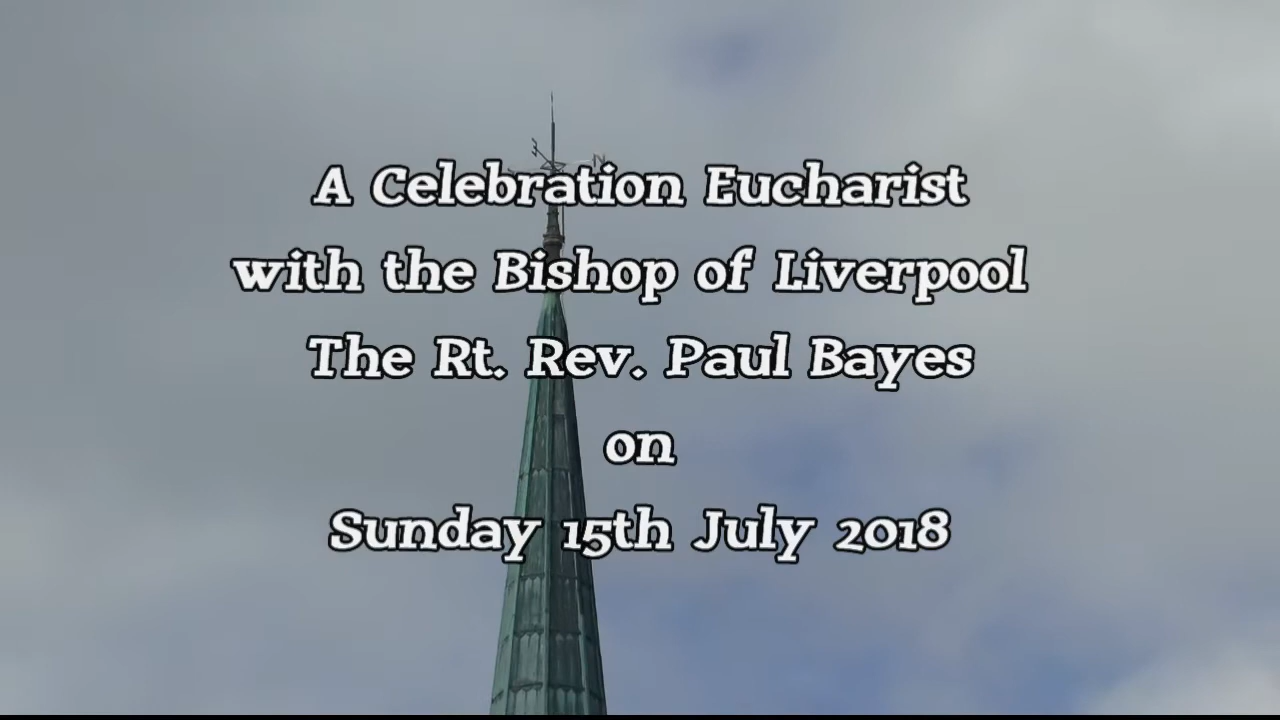 A Celebration Eucharist
with the Bishop of Liverpool
The Rt. Rev. Paul Bayes
on
Sunday 15th July 2018